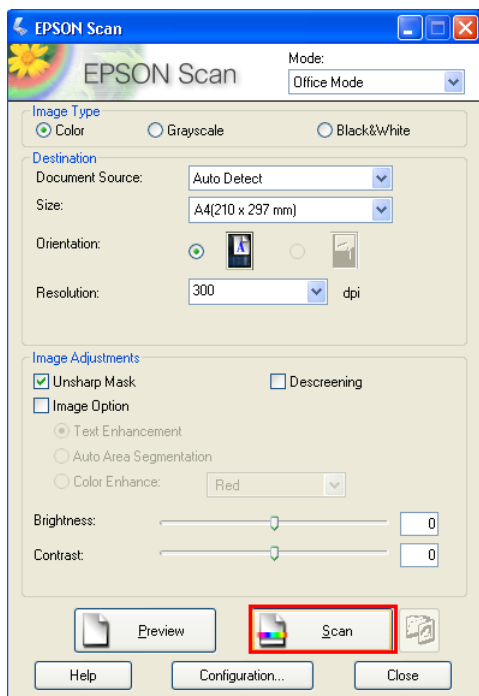 EPSON Scan
EPSON Scan
Mode:
Office Mode
Image Type
Color Grayscale Black&White
Destination
Document Source: Auto Detect
Size: A4(210 x 297 mm)
Orientation:
Resolution: 300 dpi
Image Adjustments
Unsharp Mask Descreening
Image Option
Text Enhancement
Auto Area Segmentation
Color Enhance: Red
Brightness: 0
Contrast: 0
Preview Scan
Help Configuration... Close